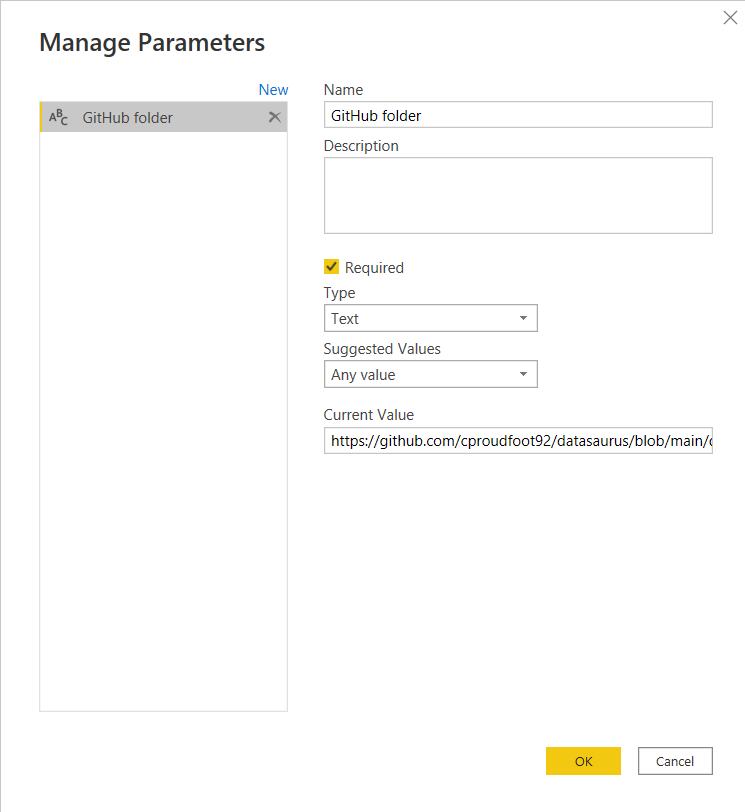 Manage Parameters
New
ABC GitHub folder
Name
GitHub folder
Description
Required
Type
Text
Suggested Values
Any value
Current Value
https://github.com/cproudfoot92/datasaurus/blob/main/
OK
Cancel